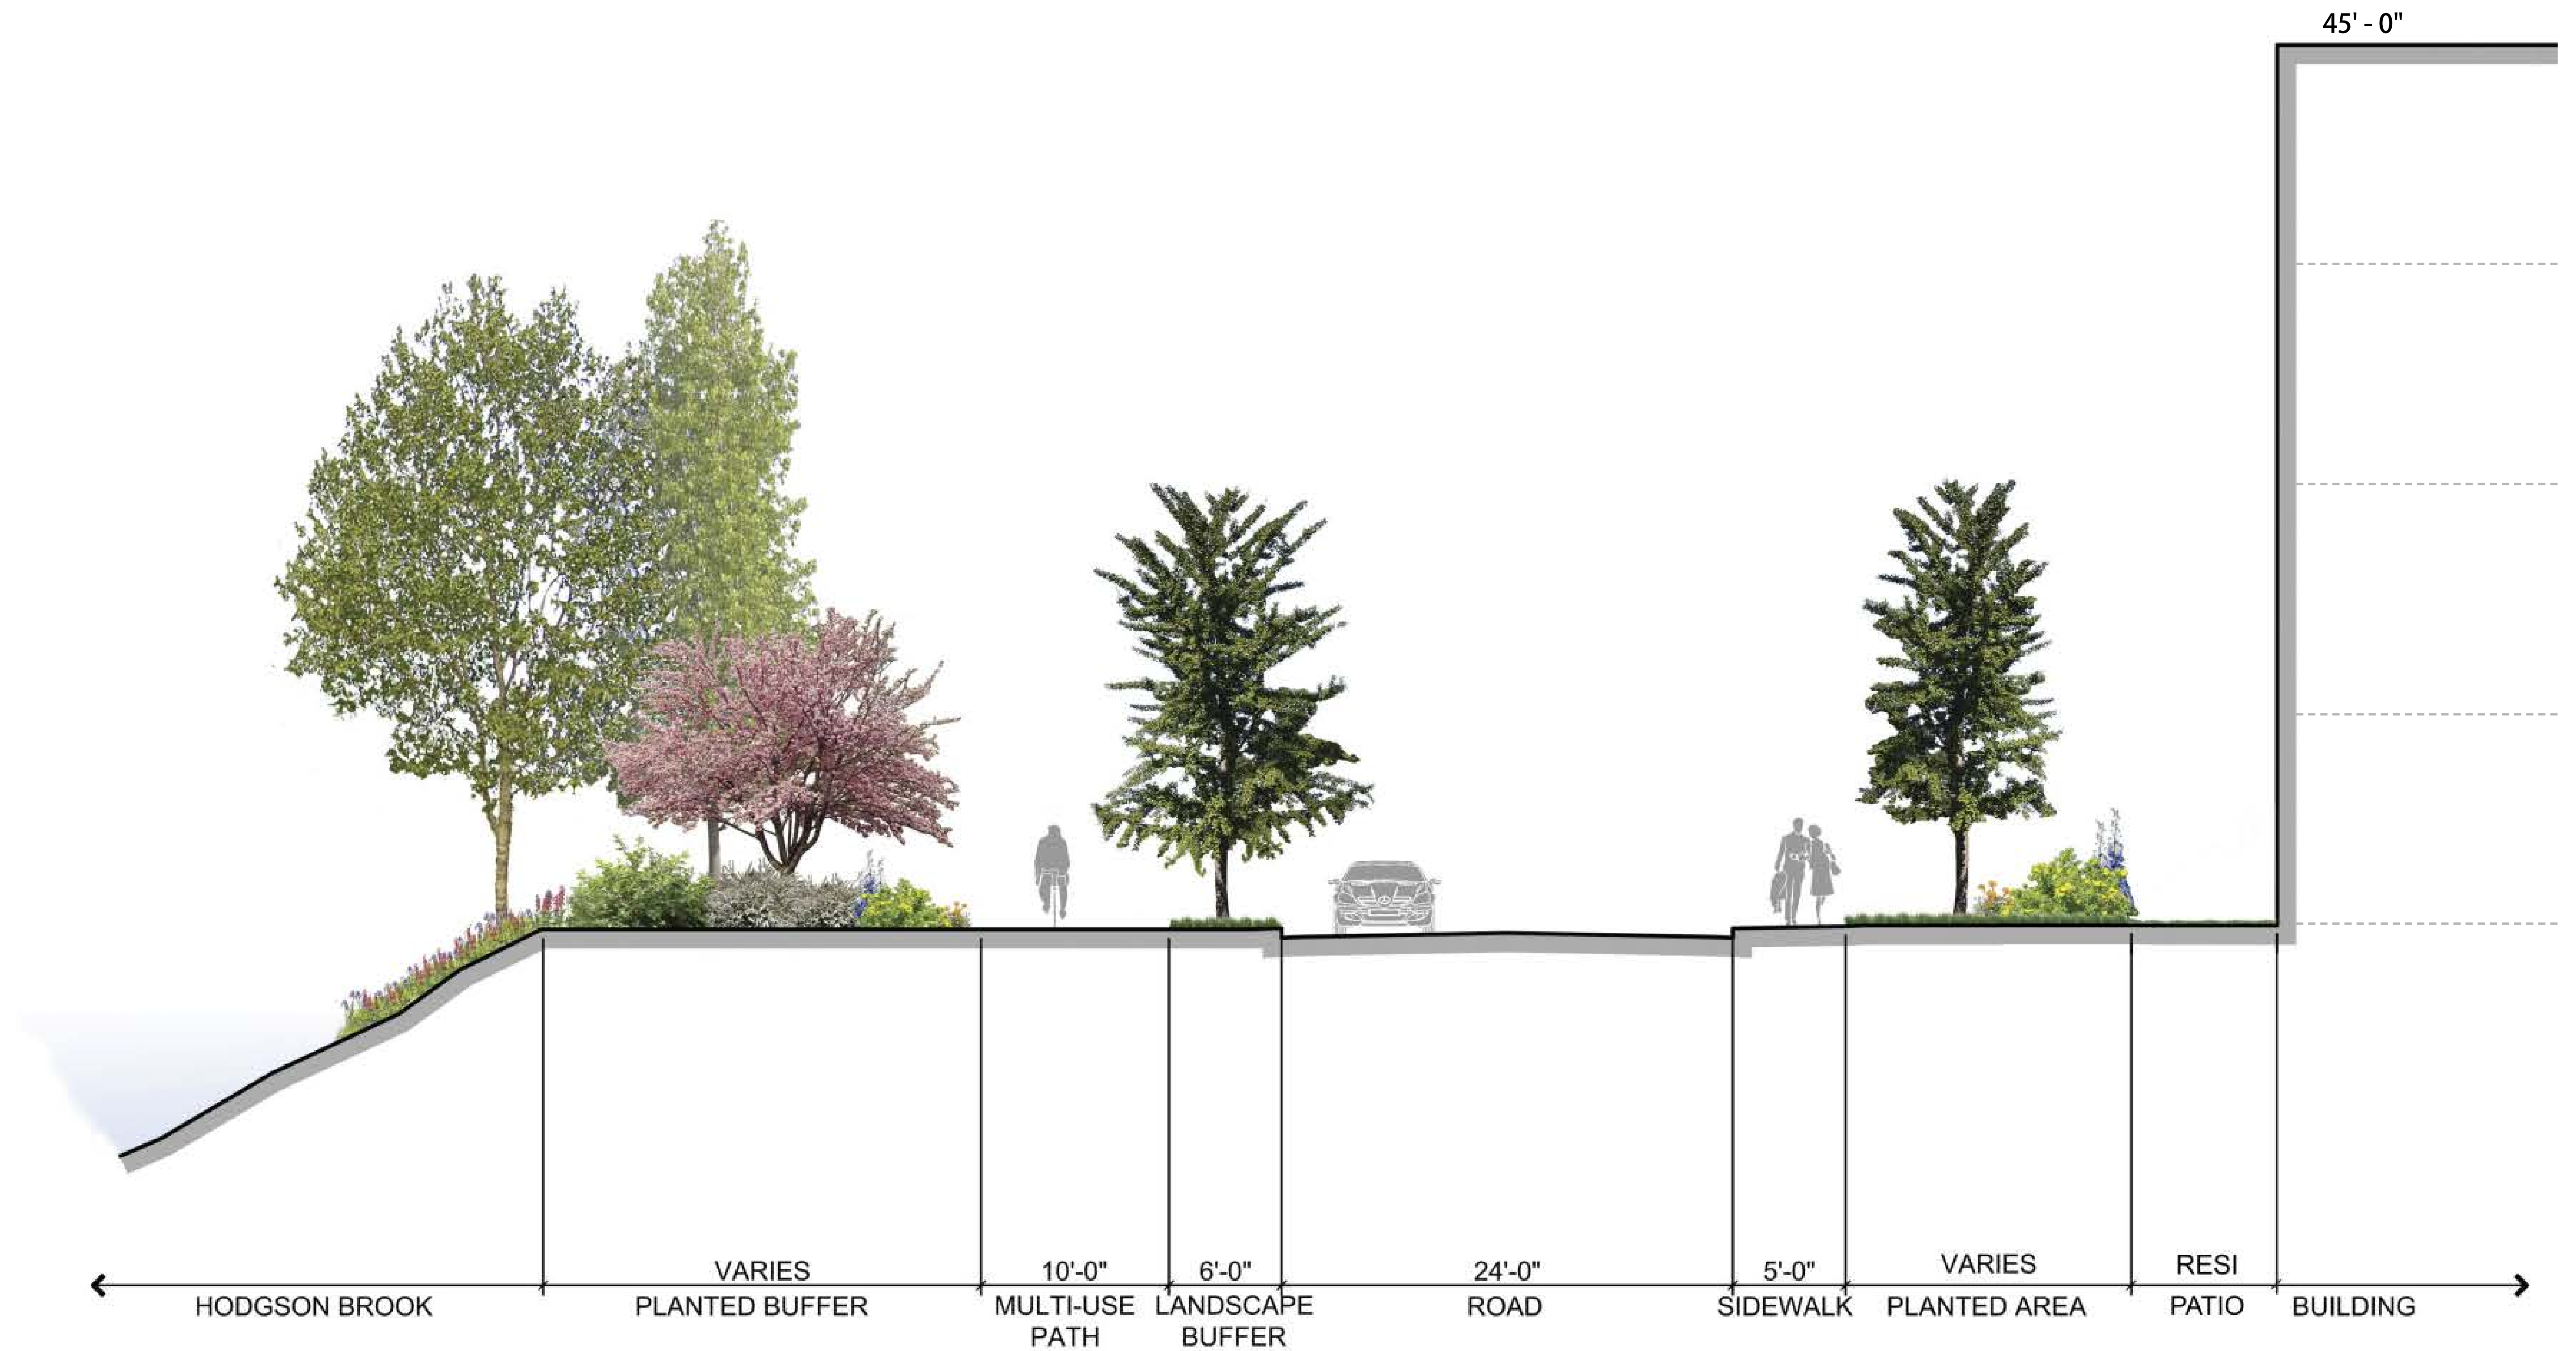 45' - 0"
VARIES
10'-0"
6'-0"
24'-0"
5'-0"
VARIES
RESI
HODGSON BROOK
PLANTED BUFFER
MULTI-USE
PATH
LANDSCAPE
BUFFER
ROAD
SIDEWALK
PLANTED AREA
PATIO
BUILDING